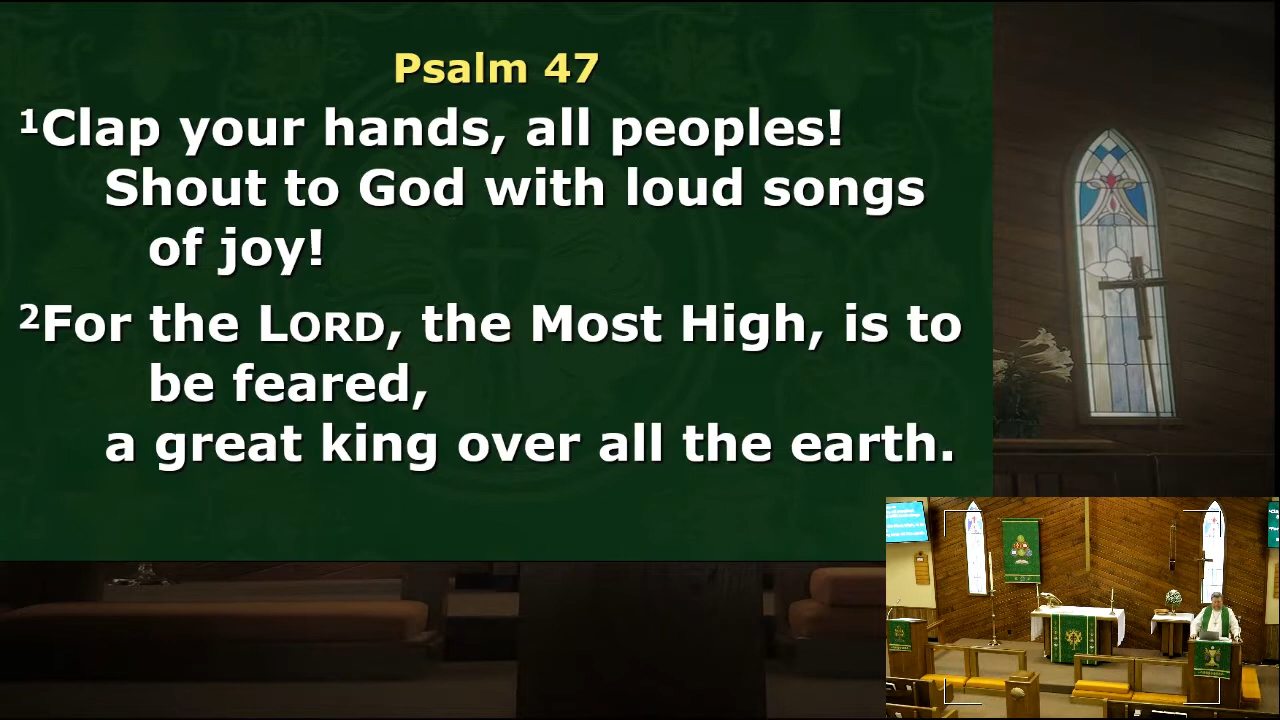 Psalm 47
¹Clap your hands, all peoples!
Shout to God with loud songs
of joy!
²For the LORD, the Most High, is to
be feared,
a great king over all the earth.